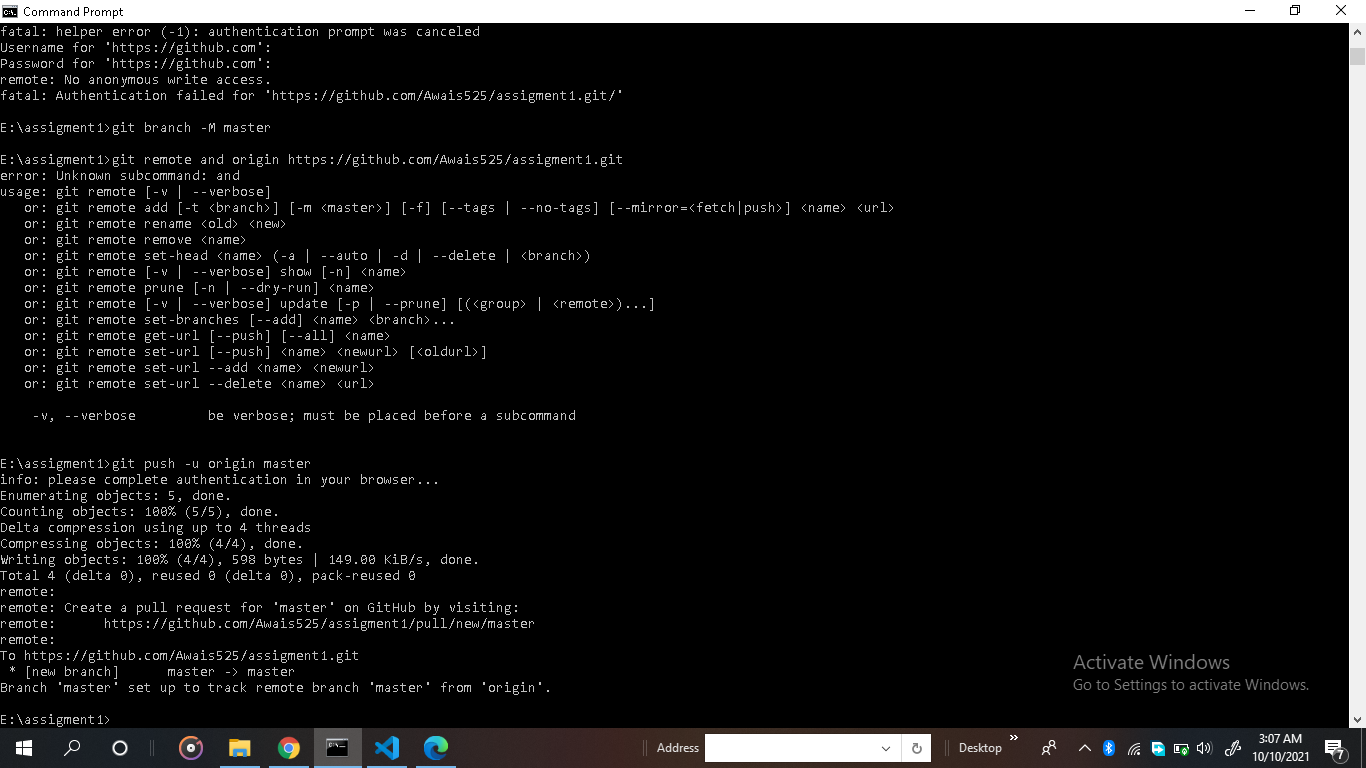 Command Prompt
fatal: helper error (-1): authentication prompt was canceled
Username for 'https://github.com':
Password for 'https://github.com':
remote: No anonymous write access.
fatal: Authentication failed for 'https://github.com/Awais525/assigment1.git/'
E:\assigment1>git branch -M master
E:\assigment1>git remote and origin https://github.com/Awais525/assigment1.git
error: Unknown subcommand: and
usage: git remote [-v | --verbose]
   or: git remote add [-t <branch>] [-m <master>] [-f] [--tags | --no-tags] [--mirror=<fetch|push>] <name> <url>
   or: git remote rename <old> <new>
   or: git remote remove <name>
   or: git remote set-head <name> (-a | --auto | -d | --delete | <branch>)
   or: git remote [-v | --verbose] show [-n] <name>
   or: git remote prune [-n | --dry-run] <name>
   or: git remote [-v | --verbose] update [-p | --prune] [(<group> | <remote>)...]
   or: git remote set-branches [--add] <name> <branch>...
   or: git remote get-url [--push] [--all] <name>
   or: git remote set-url [--push] <name> <newurl> [<oldurl>]
   or: git remote set-url --add <name> <newurl>
   or: git remote set-url --delete <name> <url>
    -v, --verbose         be verbose; must be placed before a subcommand
E:\assigment1>git push -u origin master
info: please complete authentication in your browser...
Enumerating objects: 5, done.
Counting objects: 100% (5/5), done.
Delta compression using up to 4 threads
Compressing objects: 100% (4/4), done.
Writing objects: 100% (4/4), 598 bytes | 149.00 KiB/s, done.
Total 4 (delta 0), reused 0 (delta 0), pack-reused 0
remote:
remote: Create a pull request for 'master' on GitHub by visiting:
remote:      https://github.com/Awais525/assigment1/pull/new/master
remote:
To https://github.com/Awais525/assigment1.git
 * [new branch]      master -> master
Branch 'master' set up to track remote branch 'master' from 'origin'.
E:\assigment1>
Activate Windows
Go to Settings to activate Windows.
Address
Desktop
3:07 AM
10/10/2021
7